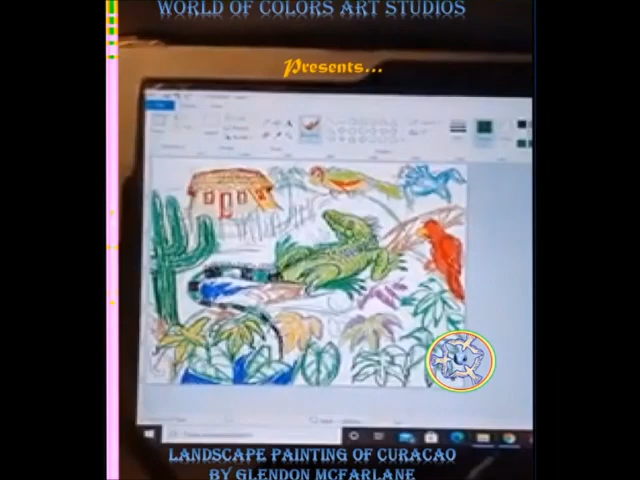 WORLD OF COLORS ART STUDIOS
Presents...
LANDSCAPE PAINTING OF CURACAO
BY GLENDON MCFARLANE